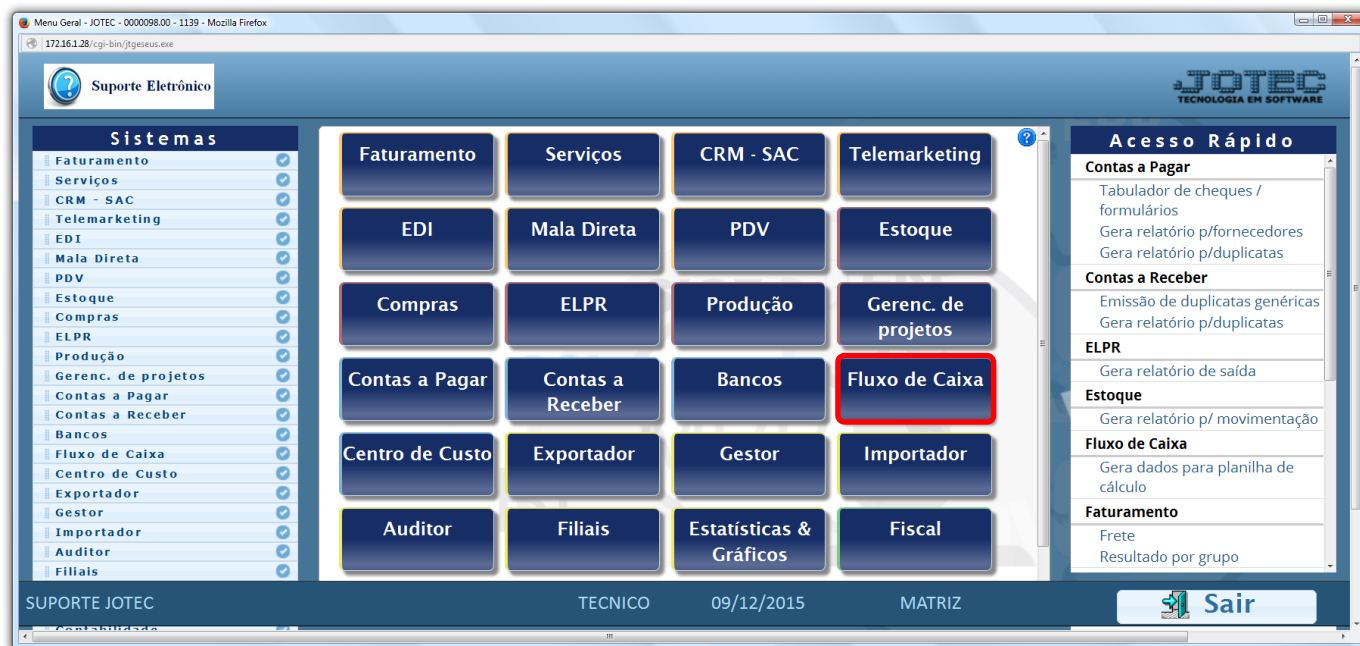 Menu Geral - JOTEC - 0000098.00 - 1139 - Mozilla Firefox
172.16.1.28/cgi-bin/jtgeseus.exe
Suporte Eletrônico
JOTEC
TECNOLOGIA EM SOFTWARE
Sistemas
Faturamento
Serviços
CRM - SAC
Telemarketing
EDI
Mala Direta
PDV
Estoque
Compras
ELPR
Produção
Gerenc. de projetos
Contas a Pagar
Contas a Receber
Bancos
Fluxo de Caixa
Centro de Custo
Exportador
Gestor
Importador
Auditor
Filiais
Contabilidade
Faturamento
Serviços
CRM - SAC
Telemarketing
EDI
Mala Direta
PDV
Estoque
Compras
ELPR
Produção
Gerenc. de
projetos
Contas a Pagar
Contas a
Receber
Bancos
Fluxo de Caixa
Centro de Custo
Exportador
Gestor
Importador
Auditor
Filiais
Estatísticas &
Gráficos
Fiscal
Acesso Rápido
Contas a Pagar
Tabulador de cheques /
formulários
Gera relatório p/fornecedores
Gera relatório p/duplicatas
Contas a Receber
Emissão de duplicatas genéricas
Gera relatório p/duplicatas
ELPR
Gera relatório de saída
Estoque
Gera relatório p/ movimentação
Fluxo de Caixa
Gera dados para planilha de
cálculo
Faturamento
Frete
Resultado por grupo
SUPORTE JOTEC
TECNICO
09/12/2015
MATRIZ
Sair